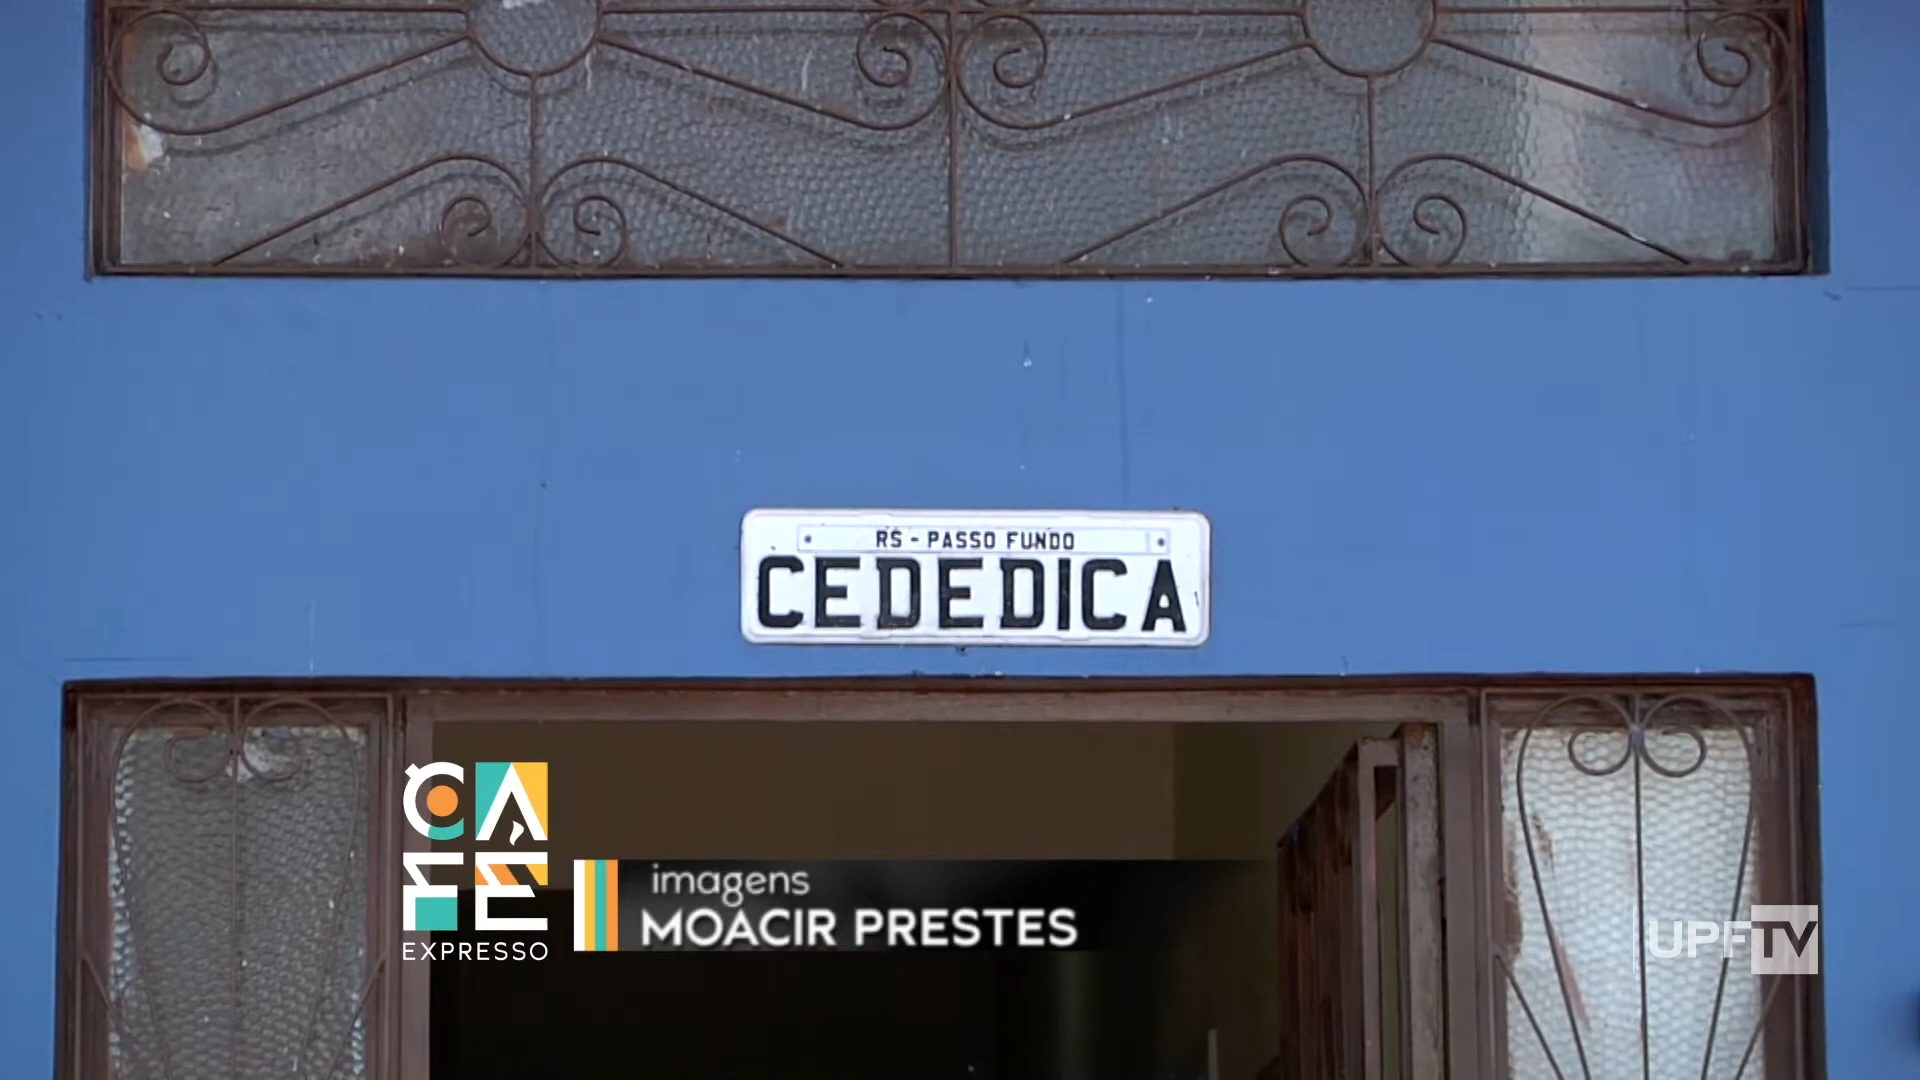 RS - PASSO FUNDO
CEDEDICA
CAFÉ
EXPRESSO
imagens
MOACIR PRESTES
UPFTV